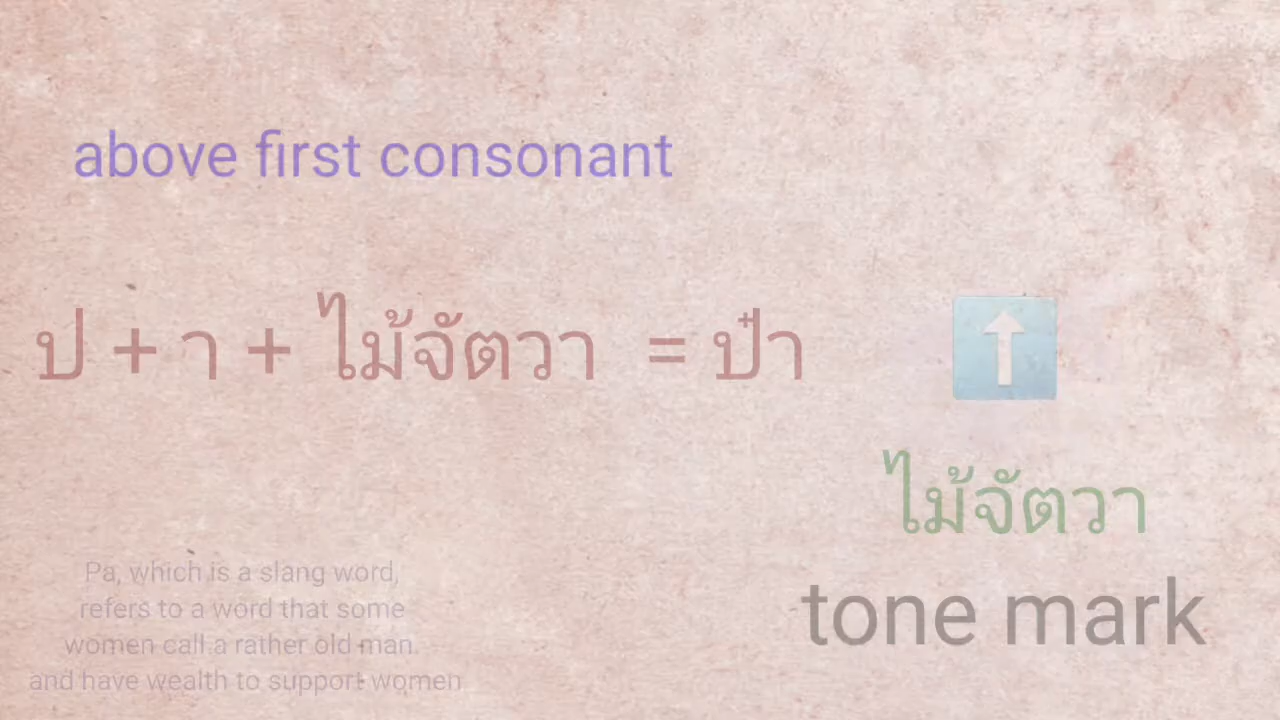 above first consonant
ป + า + ไม้จัตวา = ป๋า
⬆️
ไม้จัตวา
tone mark
Pa, which is a slang word,
refers to a word that some
women call a rather old man.
and have wealth to support women